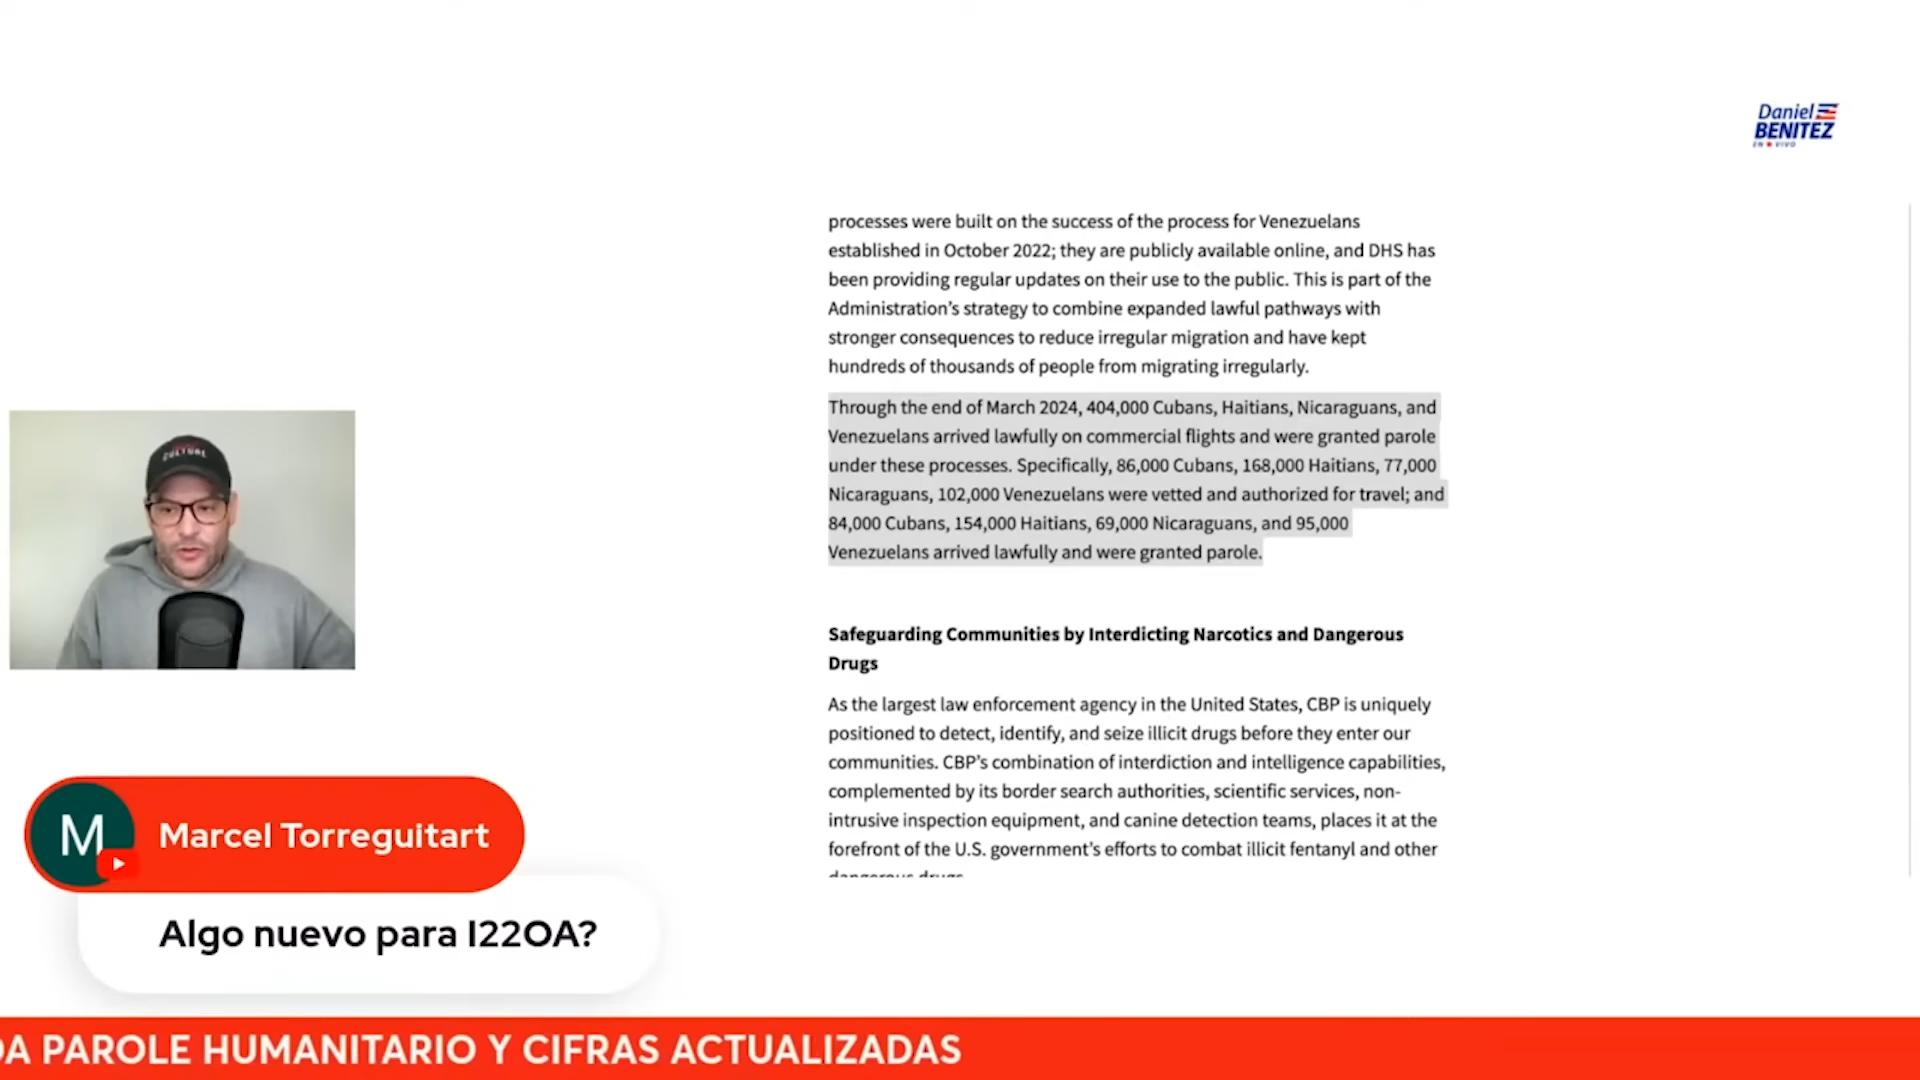 Daniel
BENITEZ
EN VIVO
processes were built on the success of the process for Venezuelans
established in October 2022; they are publicly available online, and DHS has
been providing regular updates on their use to the public. This is part of the
Administration’s strategy to combine expanded lawful pathways with
stronger consequences to reduce irregular migration and have kept
hundreds of thousands of people from migrating irregularly.
Through the end of March 2024, 404,000 Cubans, Haitians, Nicaraguans, and
Venezuelans arrived lawfully on commercial flights and were granted parole
under these processes. Specifically, 86,000 Cubans, 168,000 Haitians, 77,000
Nicaraguans, 102,000 Venezuelans were vetted and authorized for travel; and
84,000 Cubans, 154,000 Haitians, 69,000 Nicaraguans, and 95,000
Venezuelans arrived lawfully and were granted parole.
Safeguarding Communities by Interdicting Narcotics and Dangerous
Drugs
As the largest law enforcement agency in the United States, CBP is uniquely
positioned to detect, identify, and seize illicit drugs before they enter our
communities. CBP’s combination of interdiction and intelligence capabilities,
complemented by its border search authorities, scientific services, non-
intrusive inspection equipment, and canine detection teams, places it at the
forefront of the U.S. government’s efforts to combat illicit fentanyl and other
dangerous drugs.
CULTURAL
M
Marcel Torreguitart
Algo nuevo para I22OA?
DA PAROLE HUMANITARIO Y CIFRAS ACTUALIZADAS